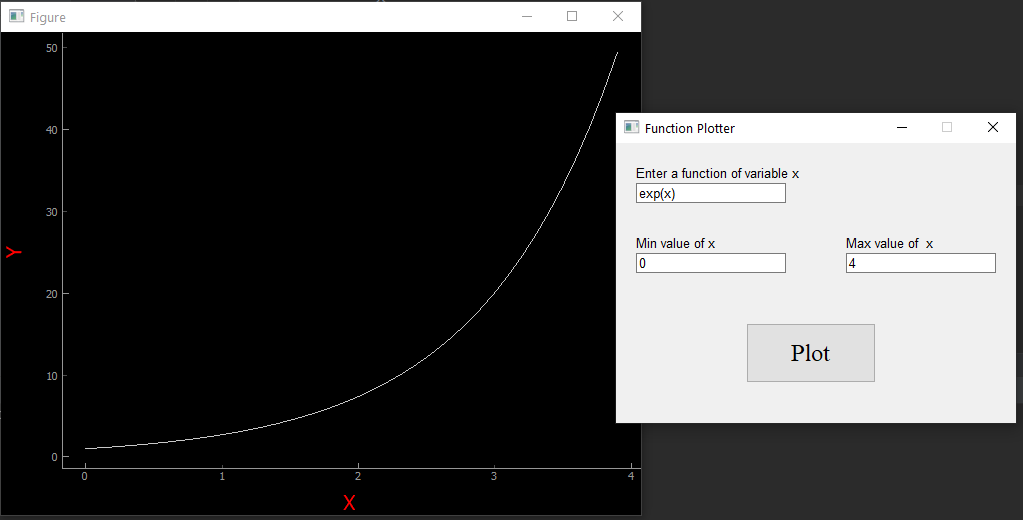 Figure
50
40
30
20
10
0
Y
0 1 2 3 4
X
Function Plotter
Enter a function of variable x
exp(x)
Min value of x Max value of  x
0 4
Plot